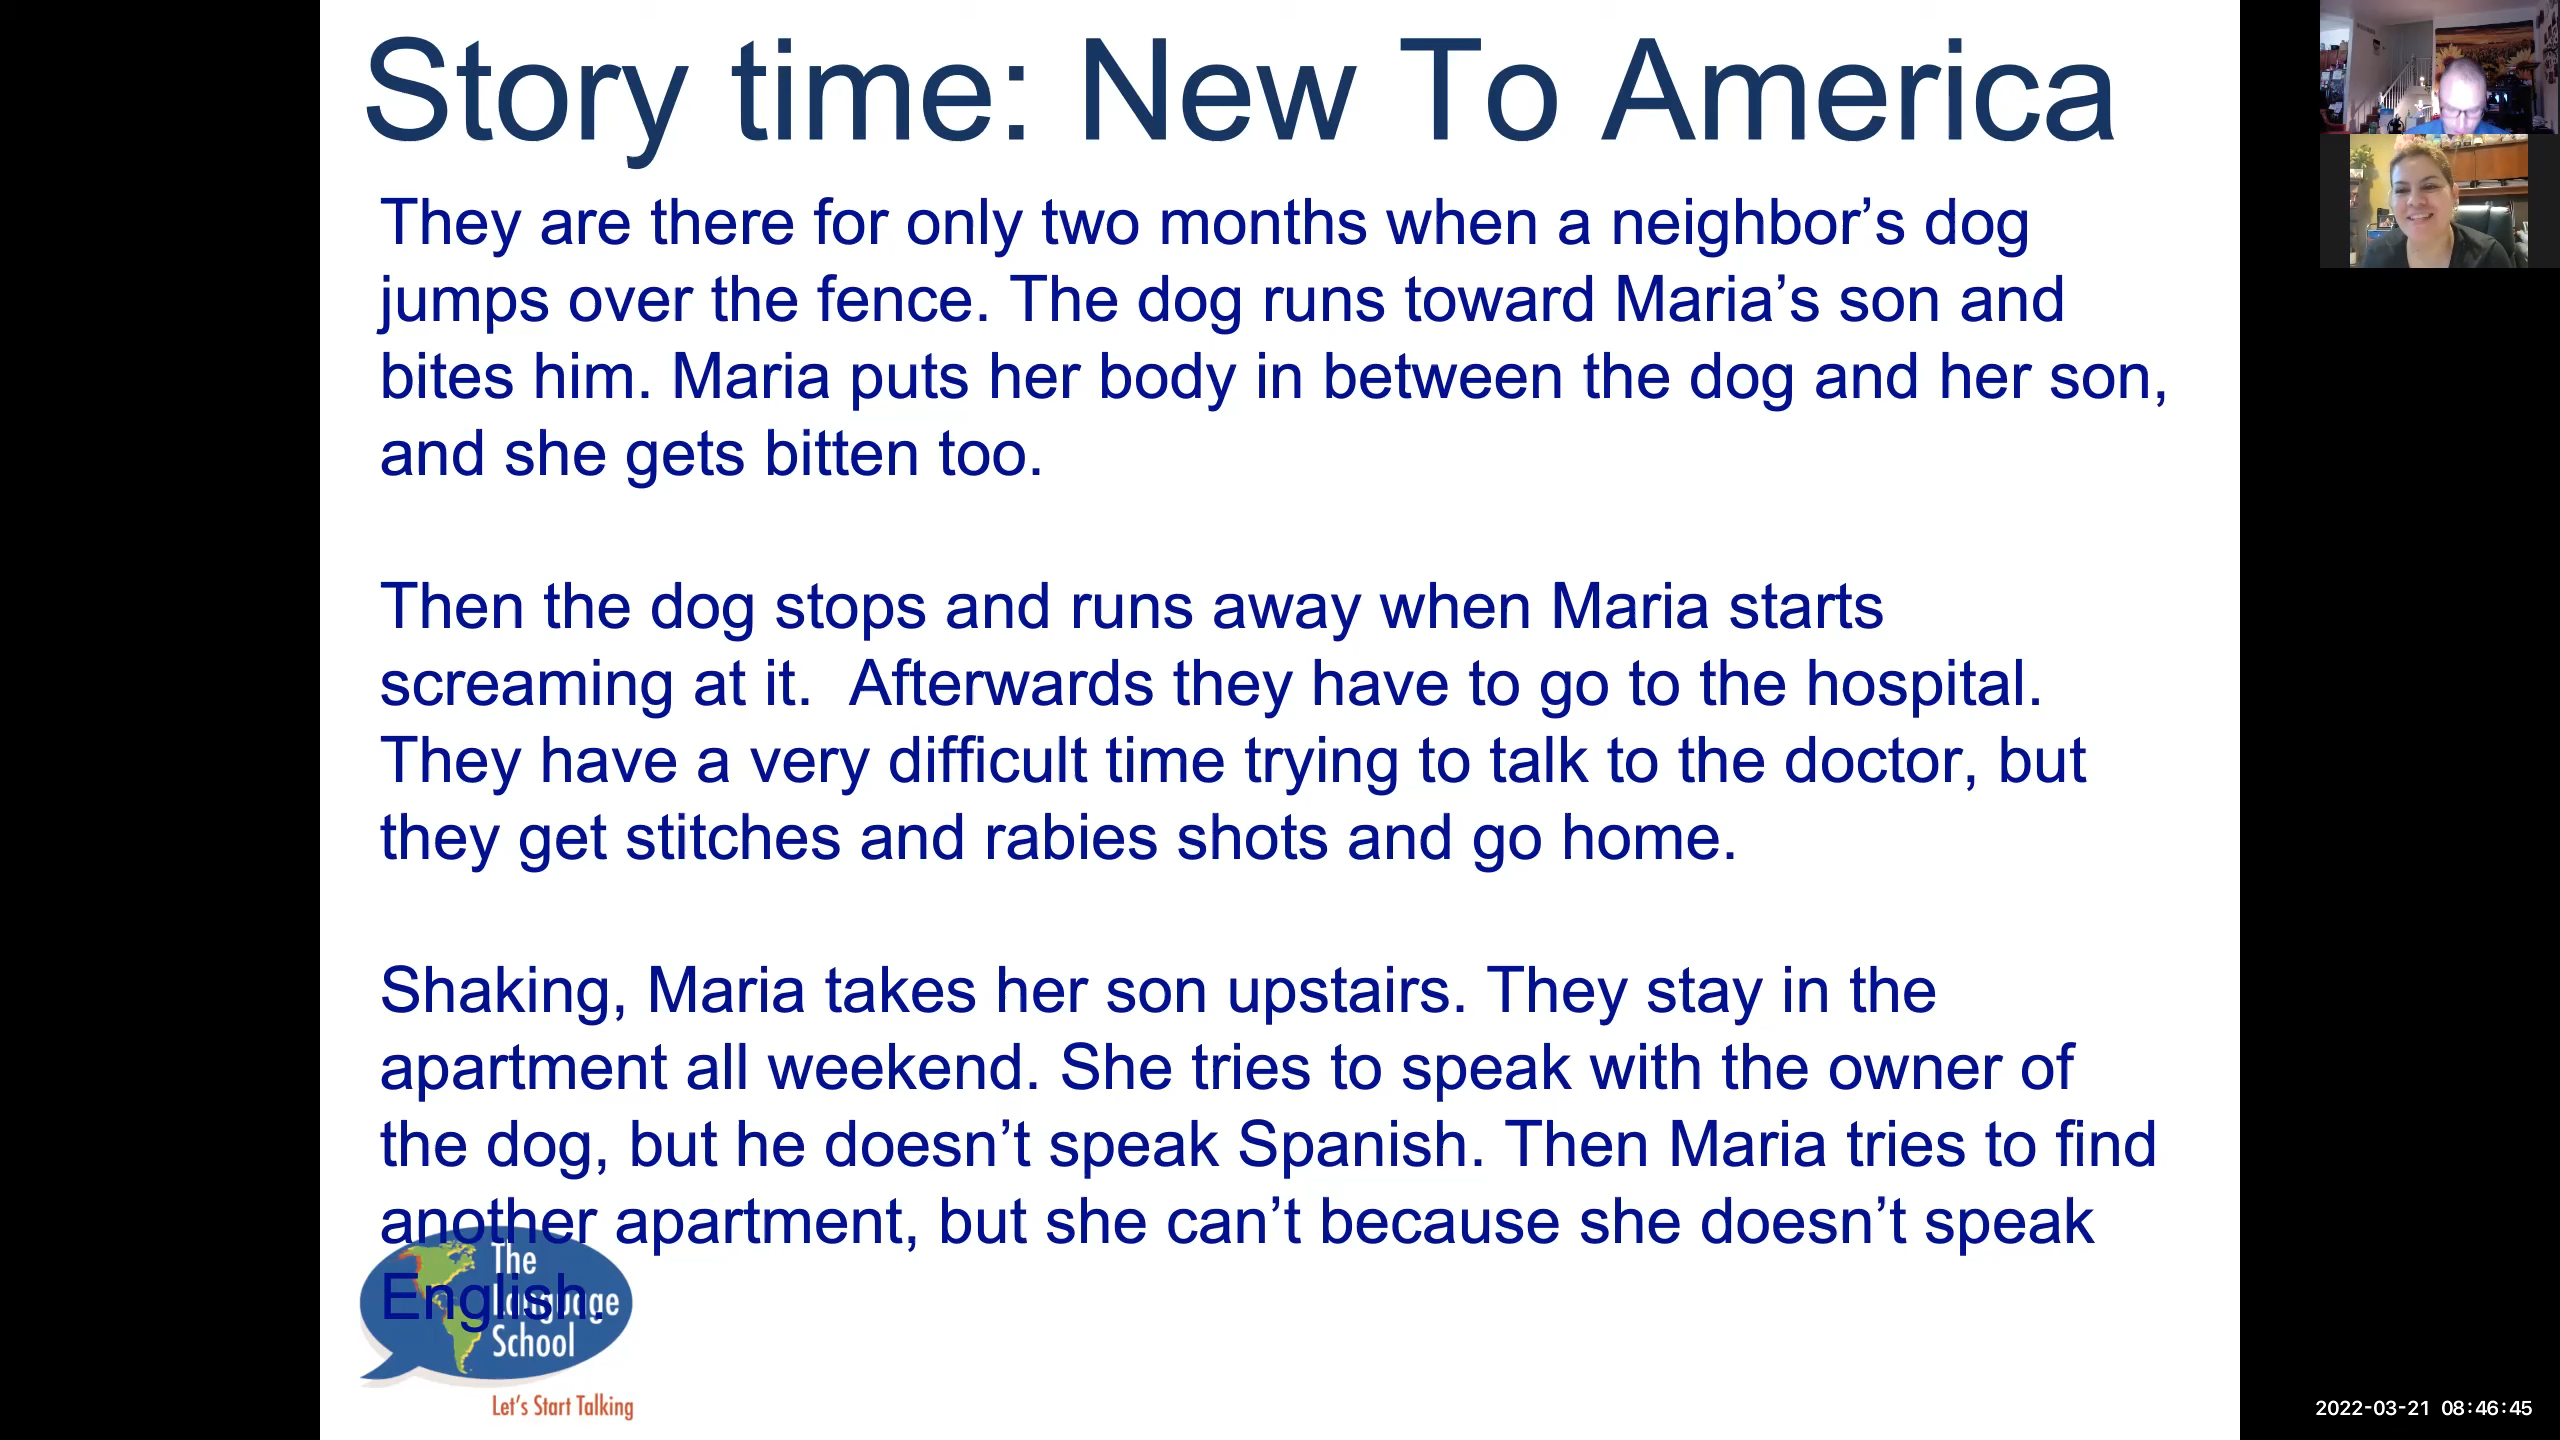 Story time: New To America
They are there for only two months when a neighbor’s dog
jumps over the fence. The dog runs toward Maria’s son and
bites him. Maria puts her body in between the dog and her son,
and she gets bitten too.
Then the dog stops and runs away when Maria starts
screaming at it.  Afterwards they have to go to the hospital.
They have a very difficult time trying to talk to the doctor, but
they get stitches and rabies shots and go home.
Shaking, Maria takes her son upstairs. They stay in the
apartment all weekend. She tries to speak with the owner of
the dog, but he doesn’t speak Spanish. Then Maria tries to find
another apartment, but she can’t because she doesn’t speak
English.
The
Language
School
Let’s Start Talking
2022-03-21 08:46:45